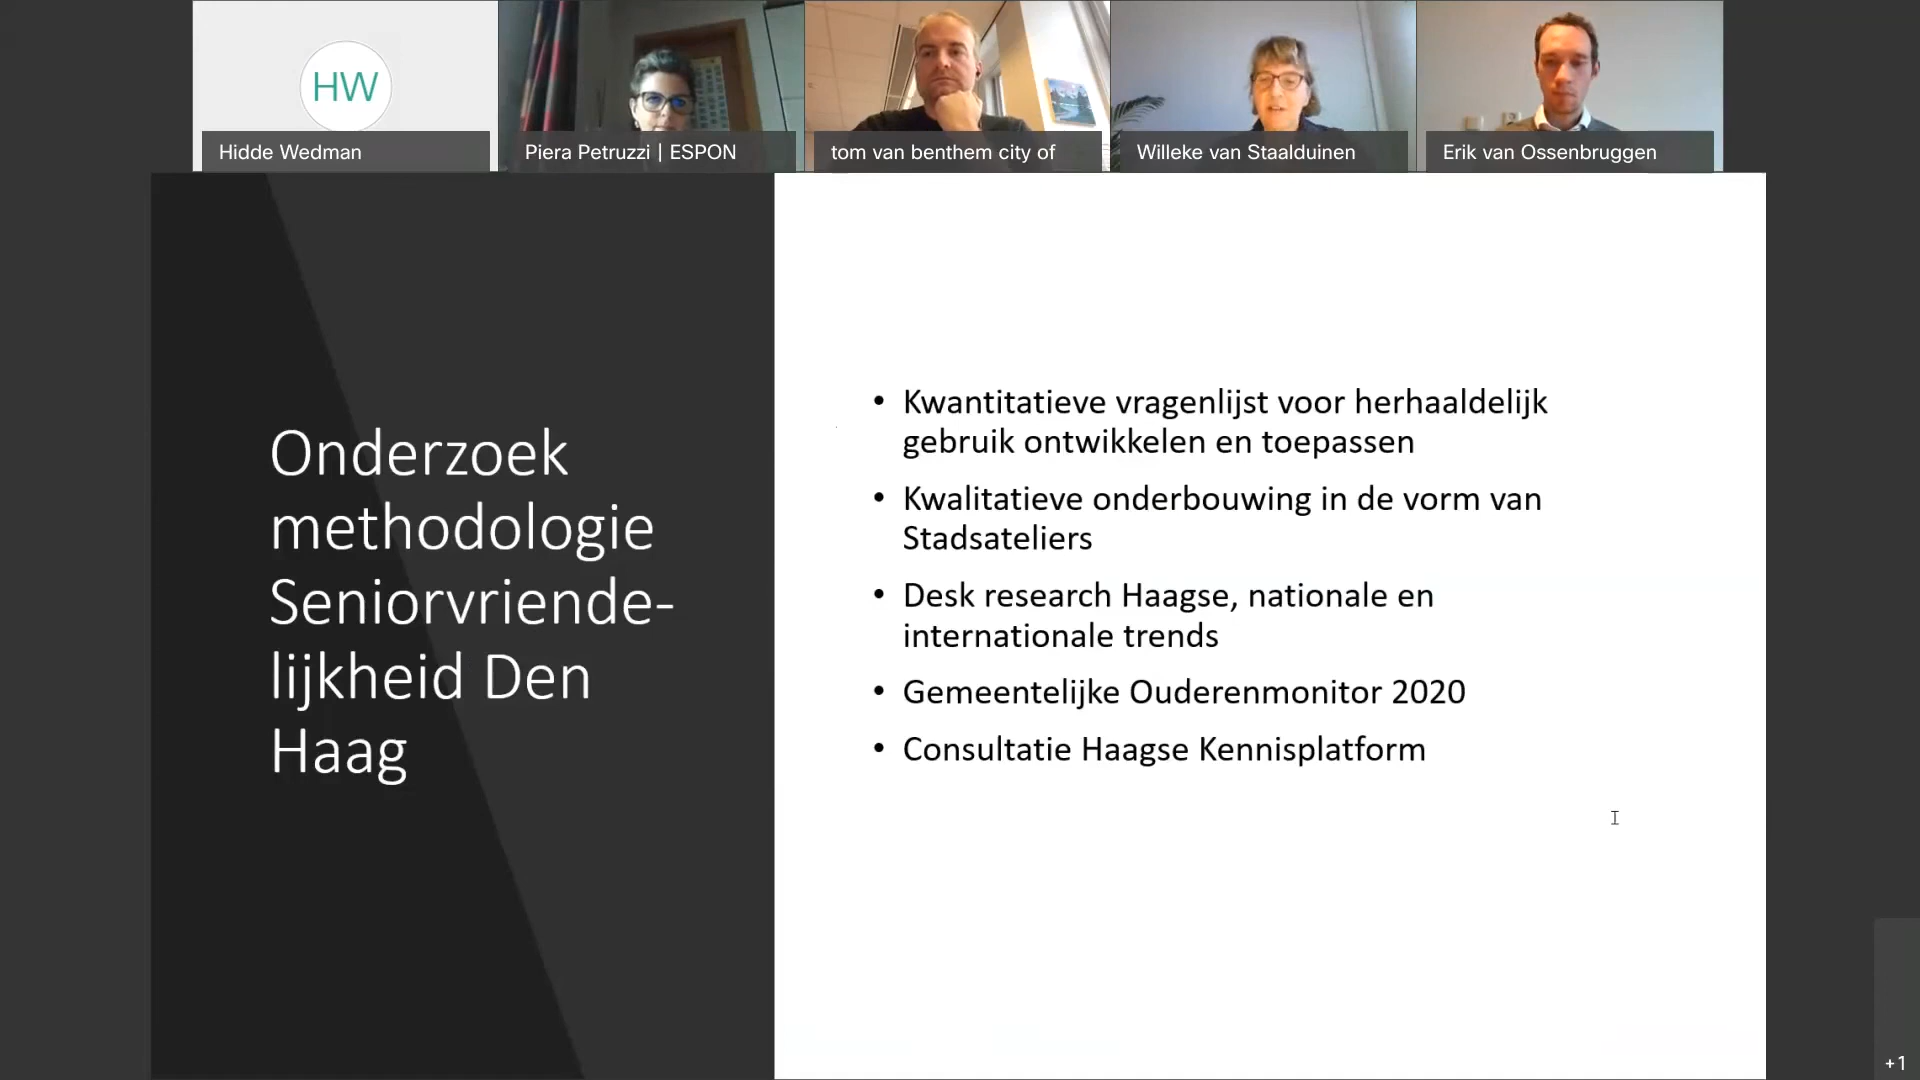 HW
Hidde Wedman
Piera Petruzzi | ESPON
tom van benthem city of
Willeke van Staalduinen
Erik van Ossenbruggen
Onderzoek
methodologie
Seniorvriende-
lijkheid Den
Haag
• Kwantitatieve vragenlijst voor herhaaldelijk
gebruik ontwikkelen en toepassen
• Kwalitatieve onderbouwing in de vorm van
Stadsateliers
• Desk research Haagse, nationale en
internationale trends
• Gemeentelijke Ouderenmonitor 2020
• Consultatie Haagse Kennisplatform
+1